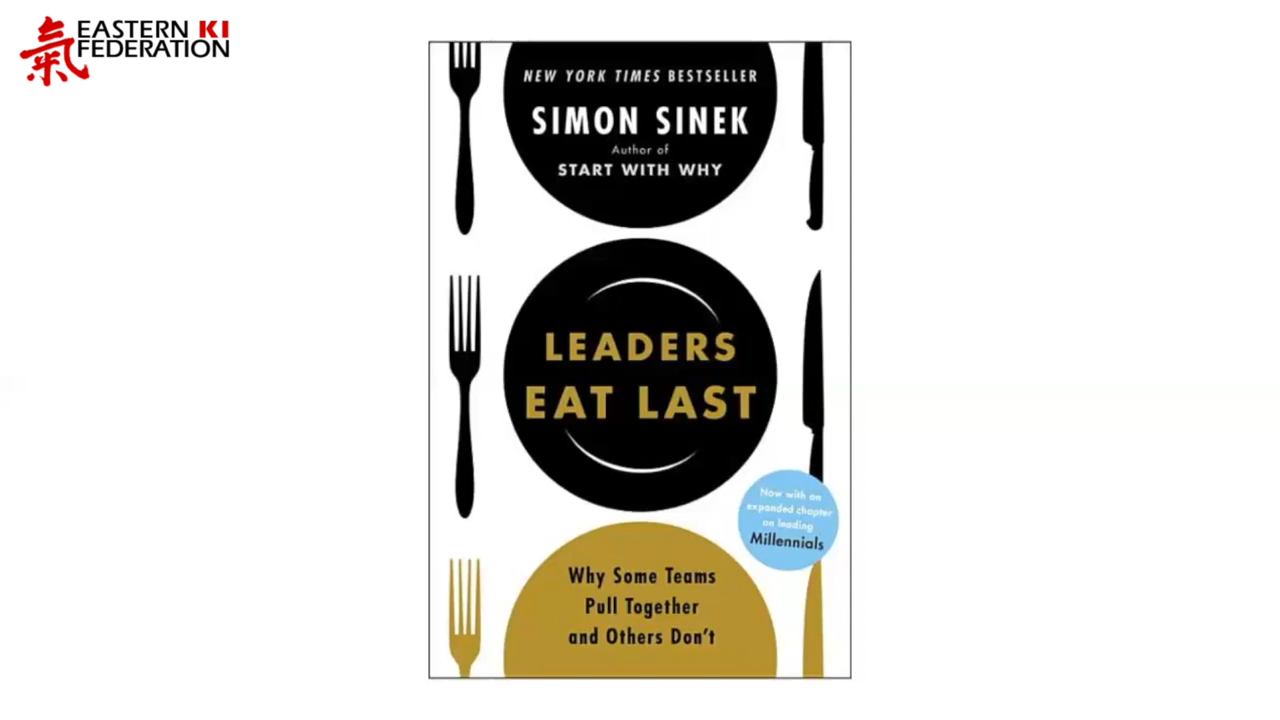 氣
EASTERN KI
FEDERATION
NEW YORK TIMES BESTSELLER
SIMON SINEK
Author of
START WITH WHY
LEADERS
EAT LAST
Now with an
expanded chapter
on leading
Millennials
Why Some Teams
Pull Together
and Others Don't